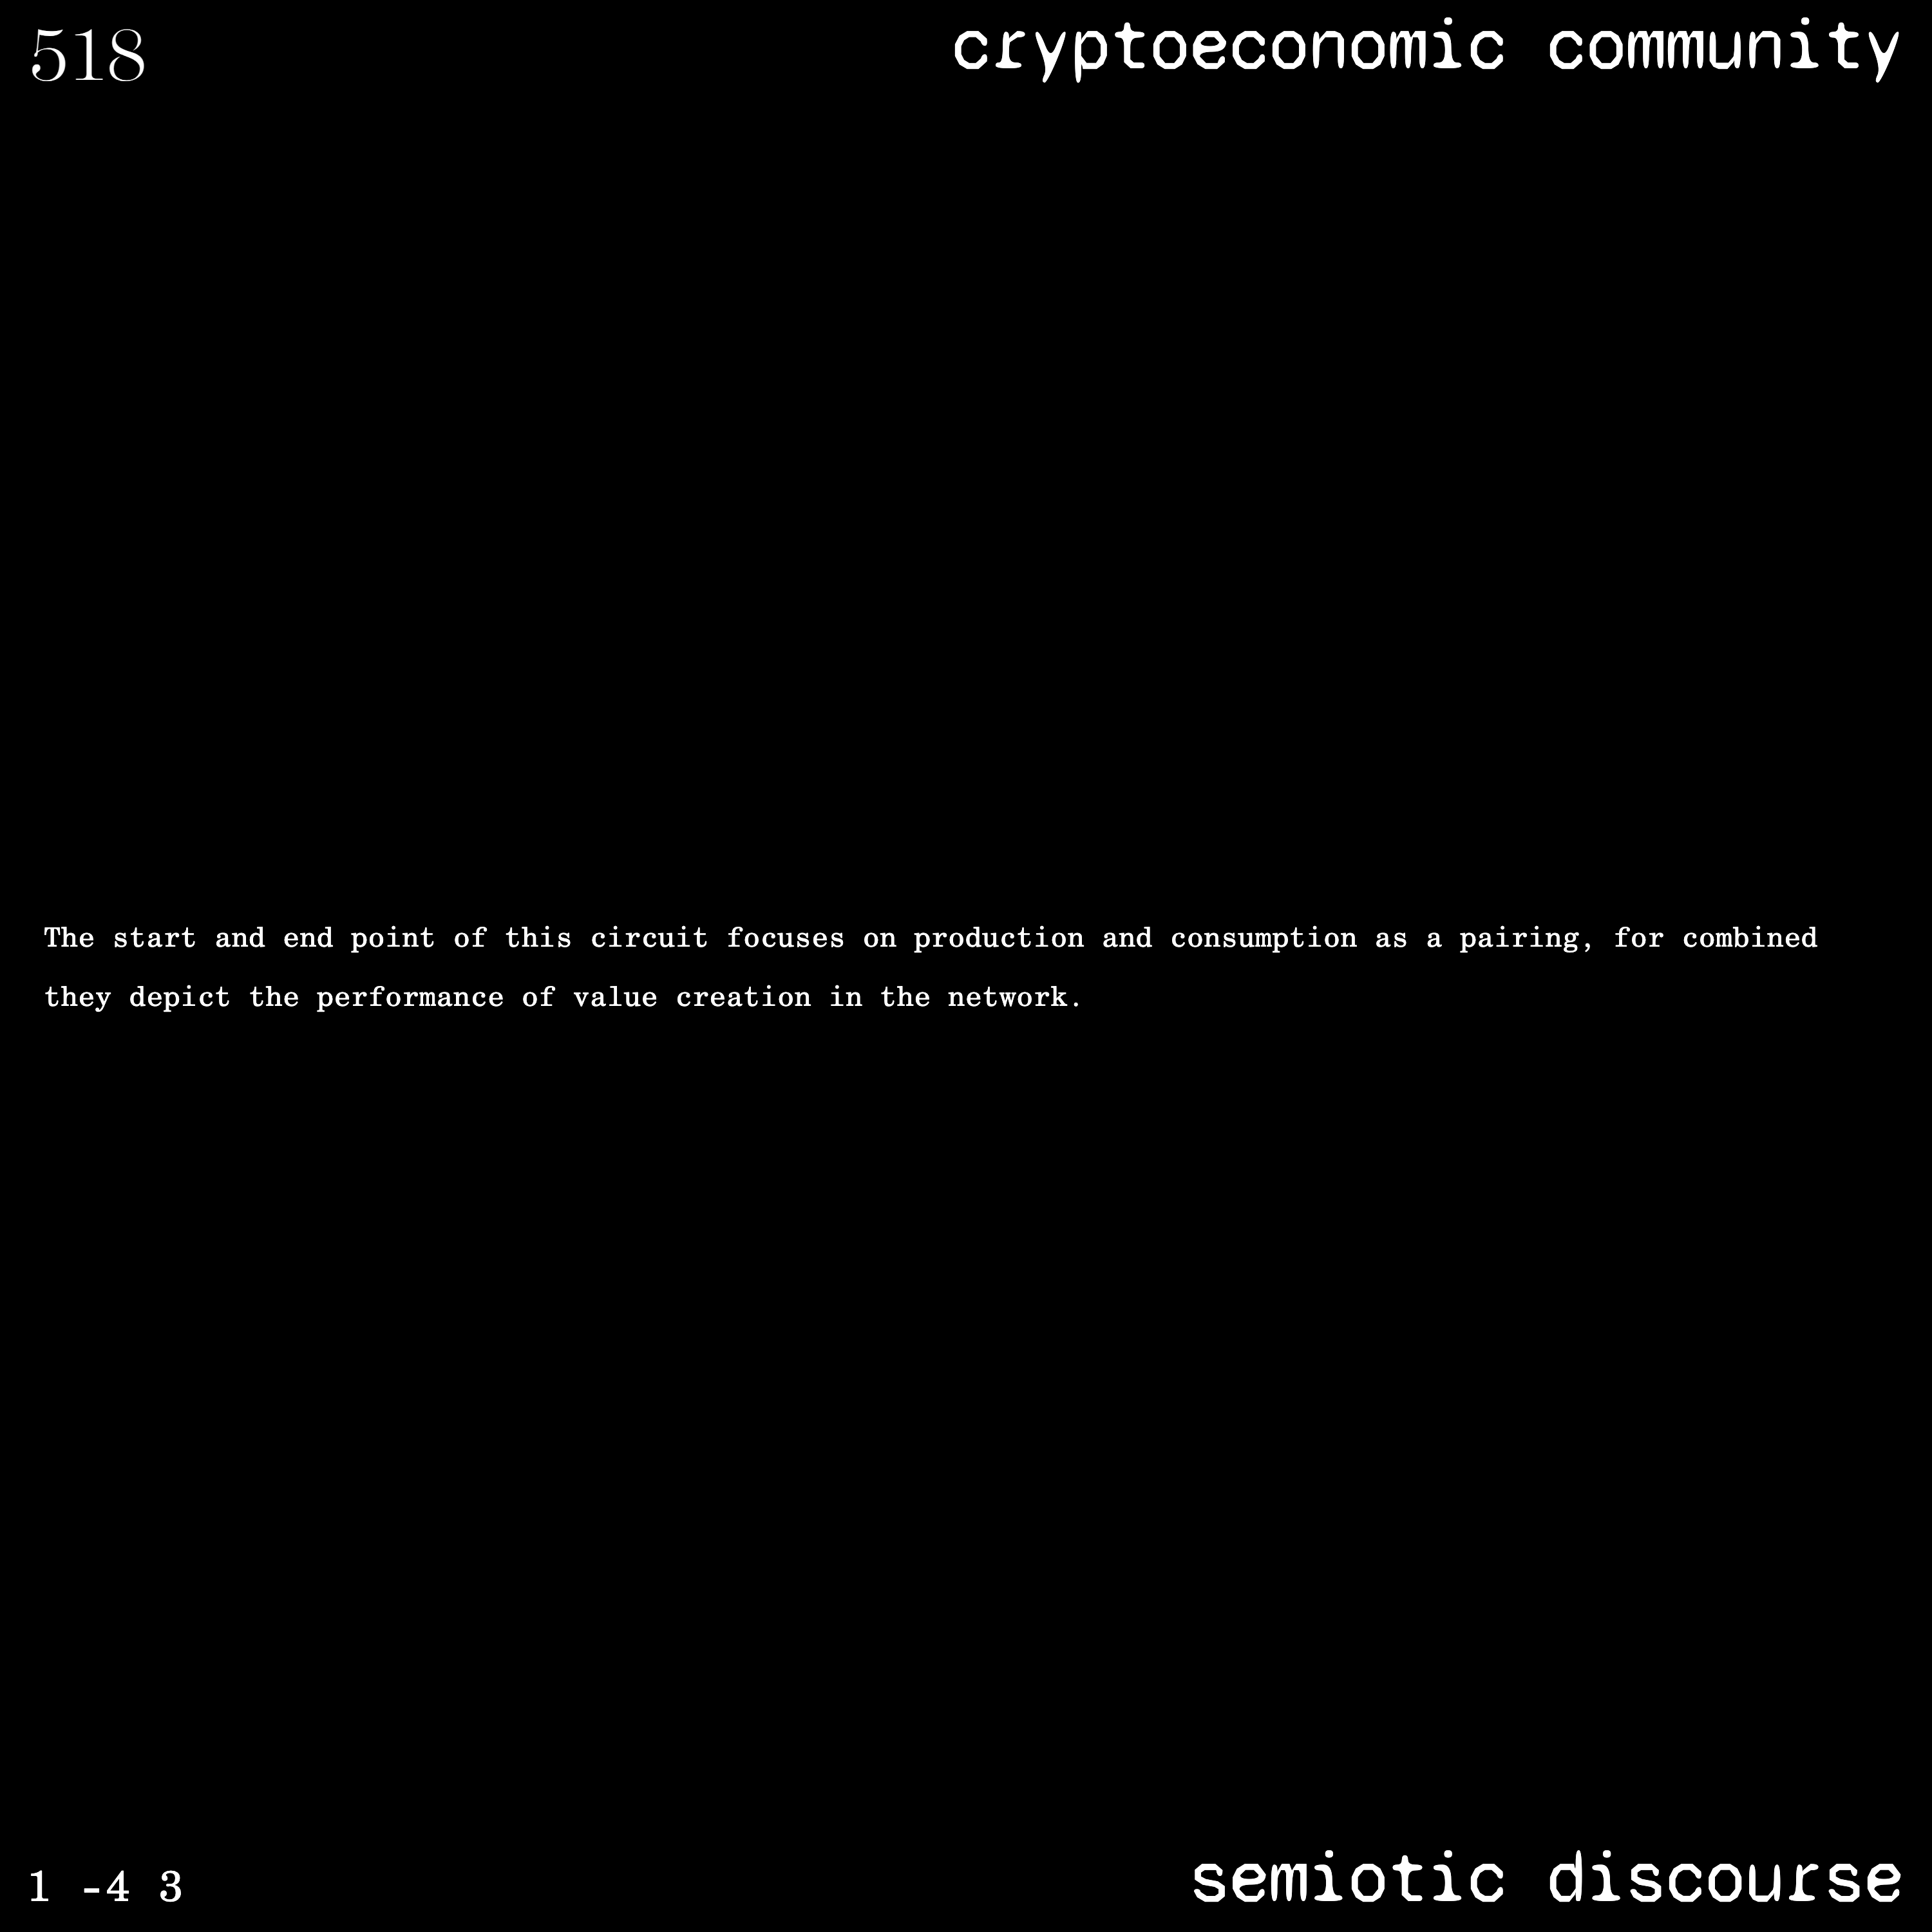 518
cryptoeconomic community
The start and end point of this circuit focuses on production and consumption as a pairing, for combined
they depict the performance of value creation in the network.
1 -4 3
semiotic discourse